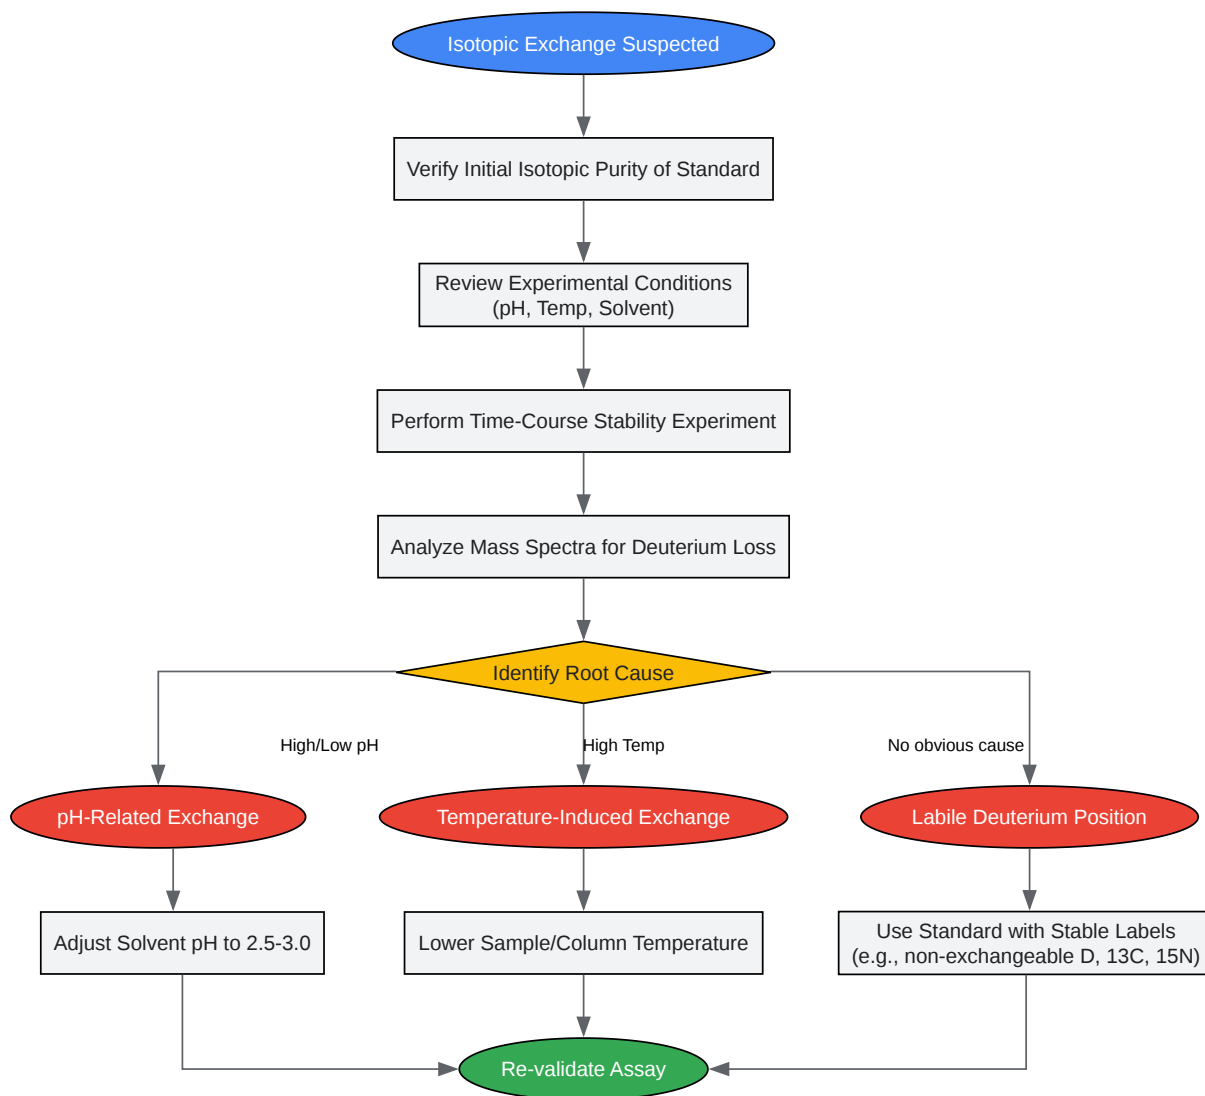 Isotopic Exchange Suspected
Verify Initial Isotopic Purity of Standard
Review Experimental Conditions
(pH, Temp, Solvent)
Perform Time-Course Stability Experiment
Analyze Mass Spectra for Deuterium Loss
Identify Root Cause
High/Low pH
High Temp
No obvious cause
pH-Related Exchange
Temperature-Induced Exchange
Labile Deuterium Position
Adjust Solvent pH to 2.5-3.0
Lower Sample/Column Temperature
Use Standard with Stable Labels
(e.g., non-exchangeable D, 13C, 15N)
Re-validate Assay